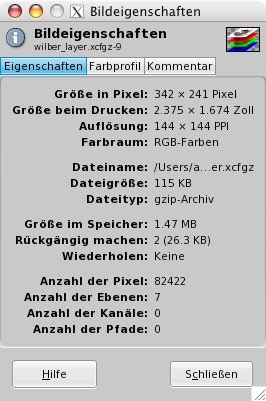 Bildeigenschaften
Bildeigenschaften
wilber_layer.xcfgz-9
Eigenschaften Farbprofil Kommentar
Größe in Pixel: 342 × 241 Pixel
Größe beim Drucken: 2.375 × 1.674 Zoll
Auflösung: 144 × 144 PPI
Farbraum: RGB-Farben
Dateiname: /Users/a...er.xcfgz
Dateigröße: 115 KB
Dateityp: gzip-Archiv
Größe im Speicher: 1.47 MB
Rückgängig machen: 2 (26.3 KB)
Wiederholen: Keine
Anzahl der Pixel: 82422
Anzahl der Ebenen: 7
Anzahl der Kanäle: 0
Anzahl der Pfade: 0
Hilfe Schließen